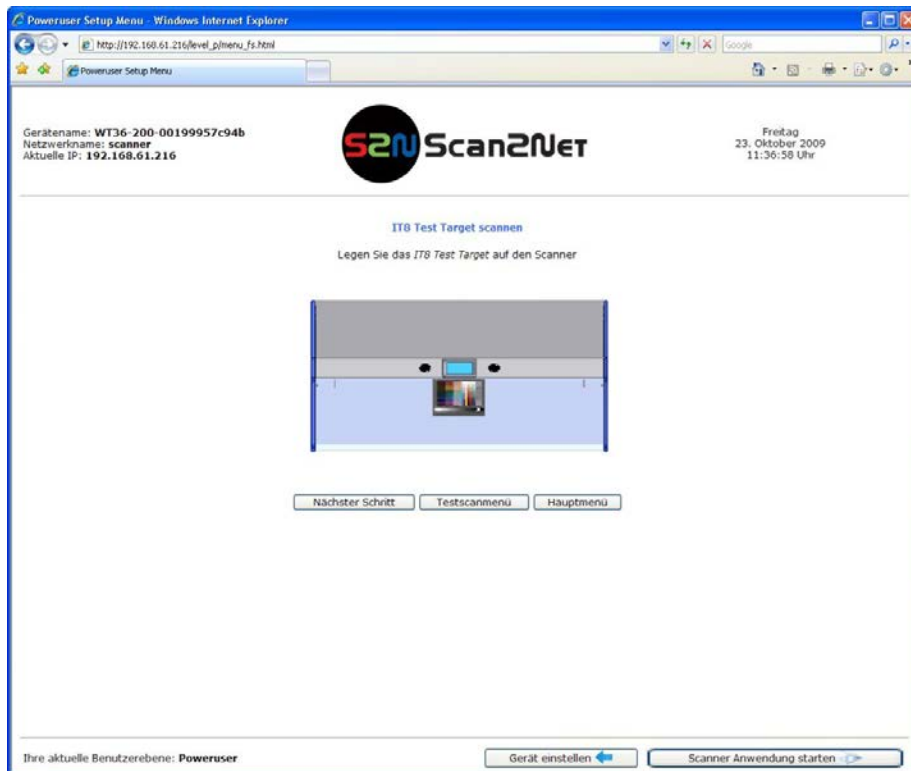 Poweruser Setup Menu - Windows Internet Explorer
http://192.168.61.216/level_p/menu_fs.html
Google
Poweruser Setup Menu
Gerätename: WT36-200-00199957c94b
Netzwerkname: scanner
Aktuelle IP: 192.168.61.216
S2N Scan2Net
Freitag
23. Oktober 2009
11:36:58 Uhr
IT8 Test Target scannen
Legen Sie das IT8 Test Target auf den Scanner
Nächster Schritt
Testscanmenü
Hauptmenü
Ihre aktuelle Benutzerebene: Poweruser
Gerät einstellen
Scanner Anwendung starten